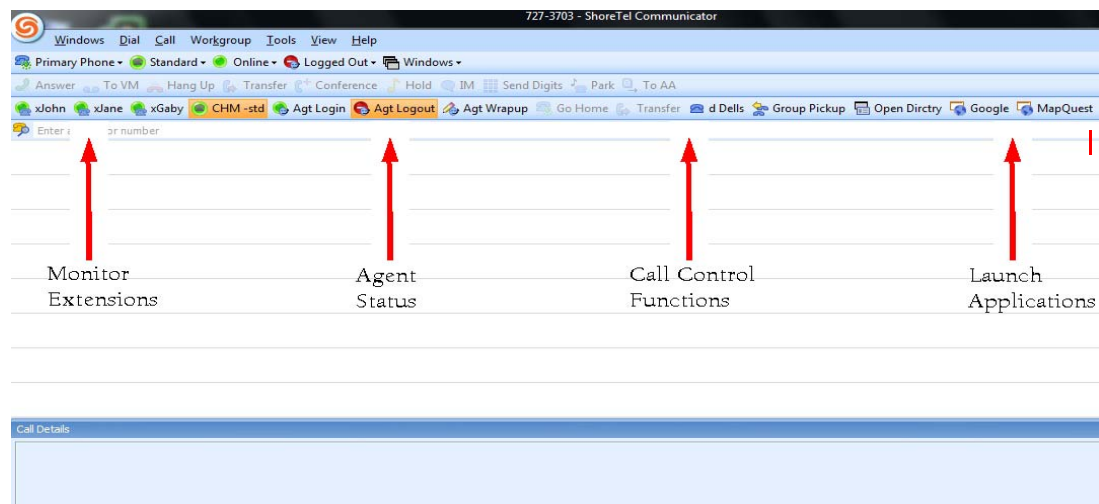 727-3703 - ShoreTel Communicator
Windows Dial Call Workgroup Tools View Help
Primary Phone Standard Online Logged Out Windows
Answer To VM Hang Up Transfer Conference Hold IM Send Digits Park To AA
xJohn xJane xGaby CHM -std Agt Login Agt Logout Agt Wrapup Go Home Transfer d Dells Group Pickup Open Dirctry Google MapQuest
Enter or number
Monitor Extensions
Agent Status
Call Control Functions
Launch Applications
Call Details